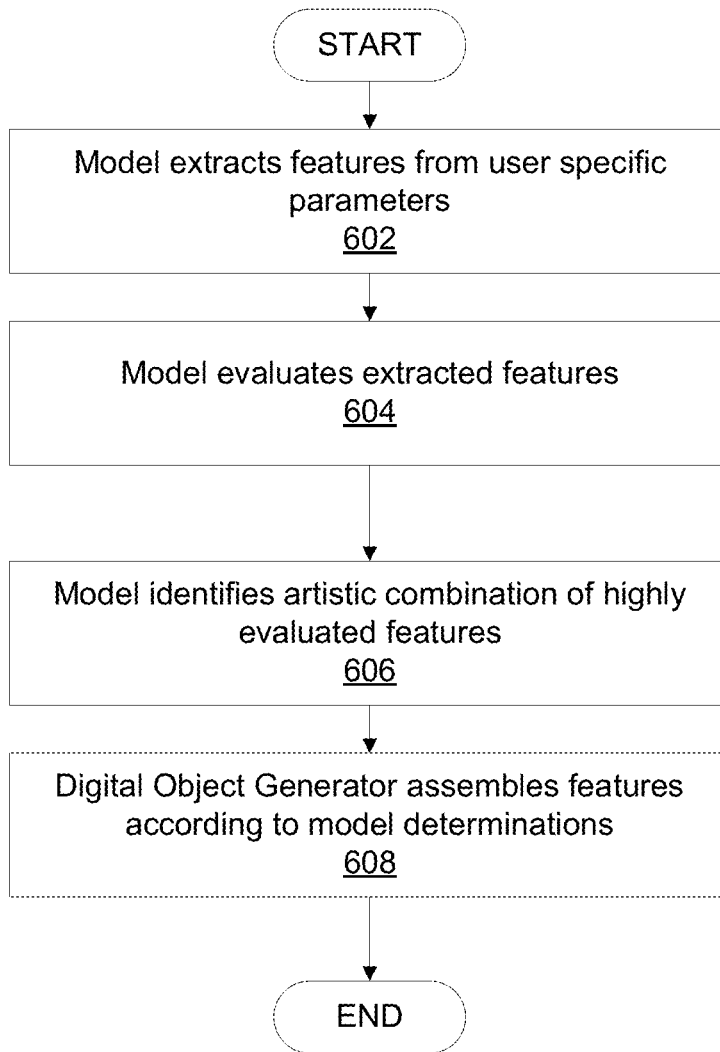 START
Model extracts features from user specific
parameters
602
Model evaluates extracted features
604
Model identifies artistic combination of highly
evaluated features
606
Digital Object Generator assembles features
according to model determinations
608
END